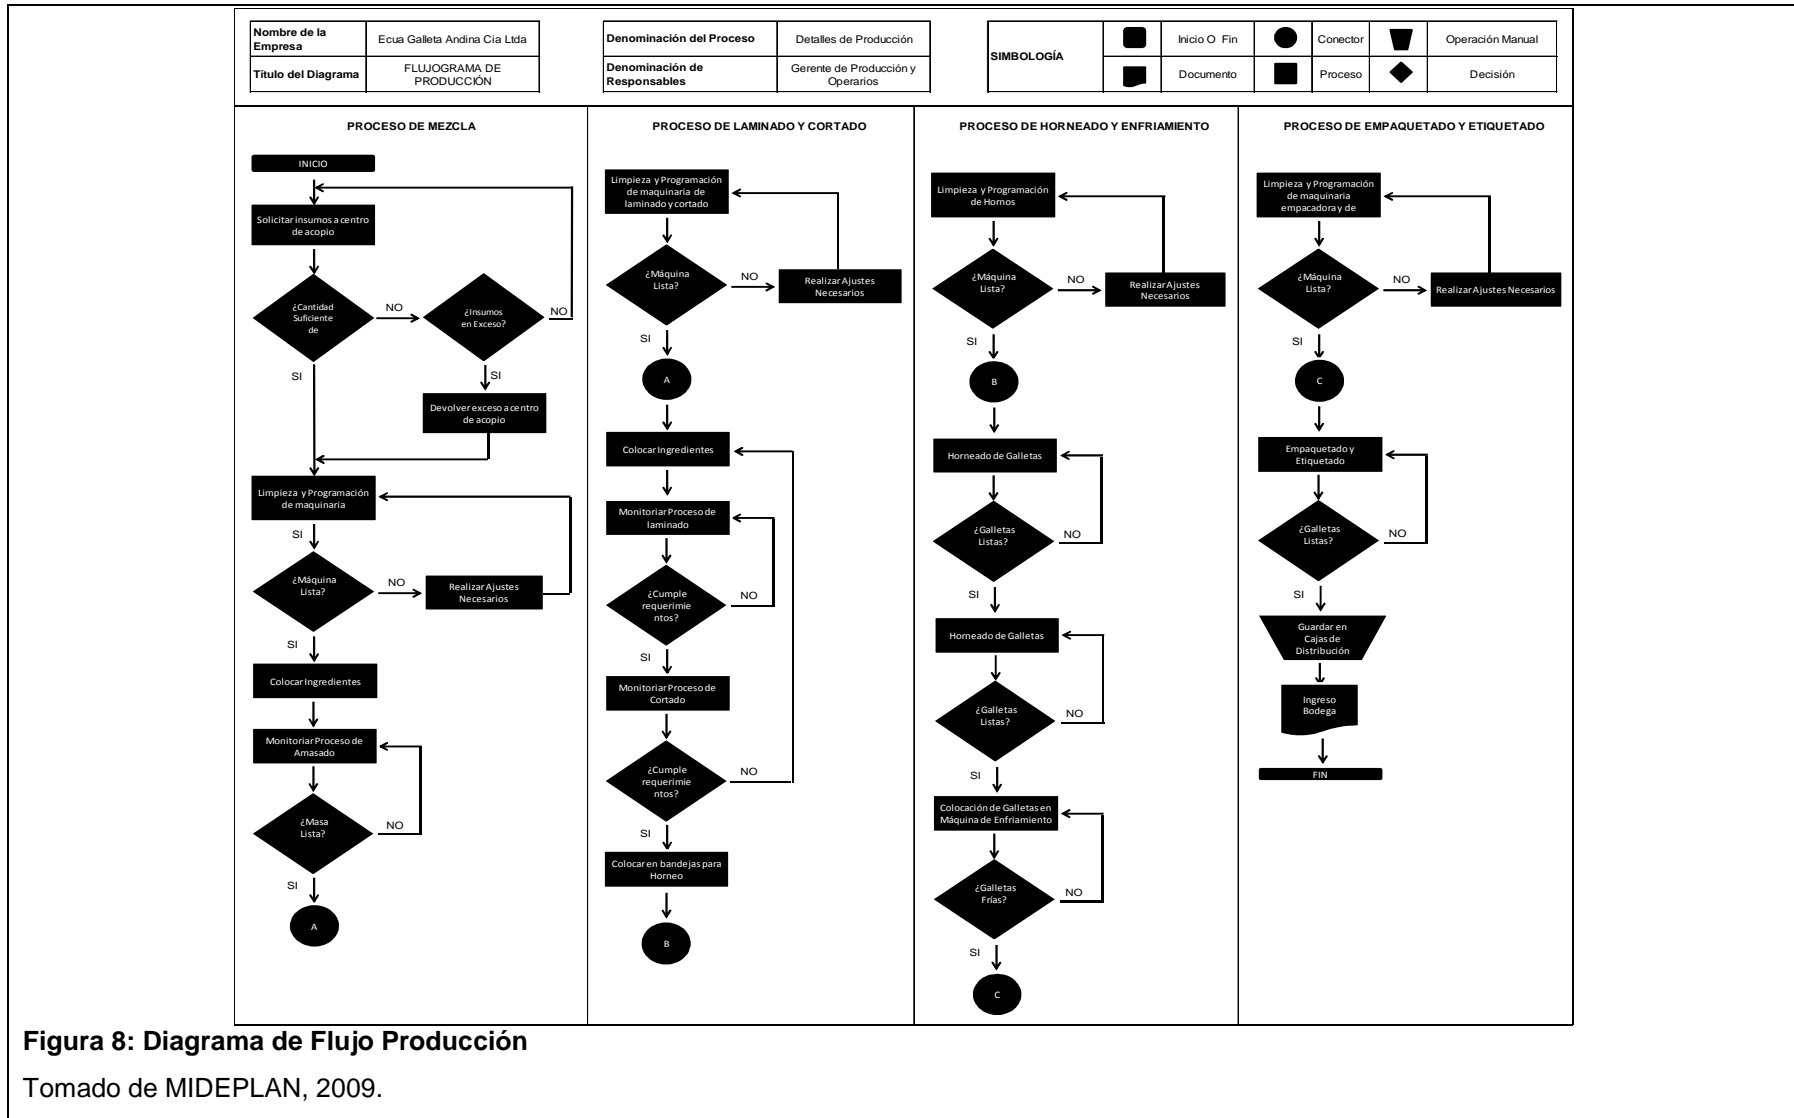 Nombre de la
Empresa
Ecua Galleta Andina Cia Ltda
Título del Diagrama
FLUJOGRAMA DE
PRODUCCIÓN
Denominación del Proceso
Detalles de Producción
Denominación de
Responsables
Gerente de Producción y
Operarios
SIMBOLOGÍA
Inicio O Fin
Conector
Operación Manual
Documento
Proceso
Decisión
PROCESO DE MEZCLA
INICIO
Solicitar insumos a centro
de acopio
¿Cantidad
Suficiente
de
NO
¿Insumos
en Exceso?
NO
SI
SI
Devolver exceso a centro
de acopio
Limpieza y Programación
de maquinaria
SI
¿Máquina
Lista?
NO
Realizar Ajustes
Necesarios
SI
Colocar Ingredientes
Monitoriar Proceso de
Amasado
¿Masa
Lista?
NO
SI
A
PROCESO DE LAMINADO Y CORTADO
Limpieza y Programación
de maquinaria de
laminado y cortado
¿Máquina
Lista?
NO
Realizar Ajustes
Necesarios
SI
A
Colocar Ingredientes
Monitoriar Proceso de
laminado
¿Cumple
requerimie
ntos?
NO
SI
Monitoriar Proceso de
Cortado
¿Cumple
requerimie
ntos?
NO
SI
Colocar en bandejas para
Horneo
B
PROCESO DE HORNEADO Y ENFRIAMIENTO
Limpieza y Programación
de Hornos
¿Máquina
Lista?
NO
Realizar Ajustes
Necesarios
SI
B
Horneado de Galletas
¿Galletas
Listas?
NO
SI
Horneado de Galletas
¿Galletas
Listas?
NO
SI
Colocación de Galletas en
Máquina de Enfriamiento
¿Galletas
Frías?
NO
SI
C
PROCESO DE EMPAQUETADO Y ETIQUETADO
Limpieza y Programación
de maquinaria
empacadora y de
¿Máquina
Lista?
NO
Realizar Ajustes Necesarios
SI
C
Empaquetado y
Etiquetado
¿Galletas
Listas?
NO
SI
Guardar en
Cajas de
Distribución
Ingreso
Bodega
FIN
Figura 8: Diagrama de Flujo Producción
Tomado de MIDEPLAN, 2009.